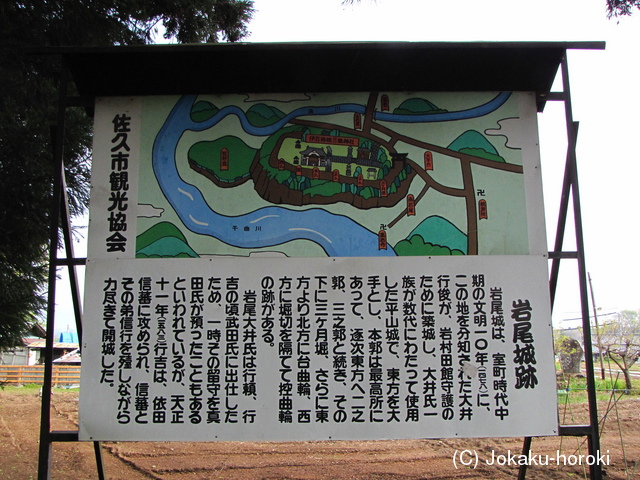 佐久市観光協会
千曲川
卍
卍
岩尾城跡
岩尾城は、室町時代中
期の文明一〇年(一四七八)に、
この地を分知された大井
行俊が、岩村田館守護の
ために築城し、大井氏一
族が数代にわたって使用
した平山城で、東方を大
手とし、本郭は最高所に
あって、逐次東方へ二之
郭、三之郭と続き、その
下に三ケ月堀、さらに東
方より北方に台曲輪、西
方に堀切を隔てて控曲輪
の跡がある。
岩尾大井氏は行頼、行
吉の頃武田氏に出仕した
ため、一時その留守を真
田氏が預ったこともある
といわれているが、天正
十一年(一五八三)行吉は、依田
信蕃に攻められ、信蕃と
その弟信行を殪しながら
力尽きて開城した。
(C) Jokaku-horoki